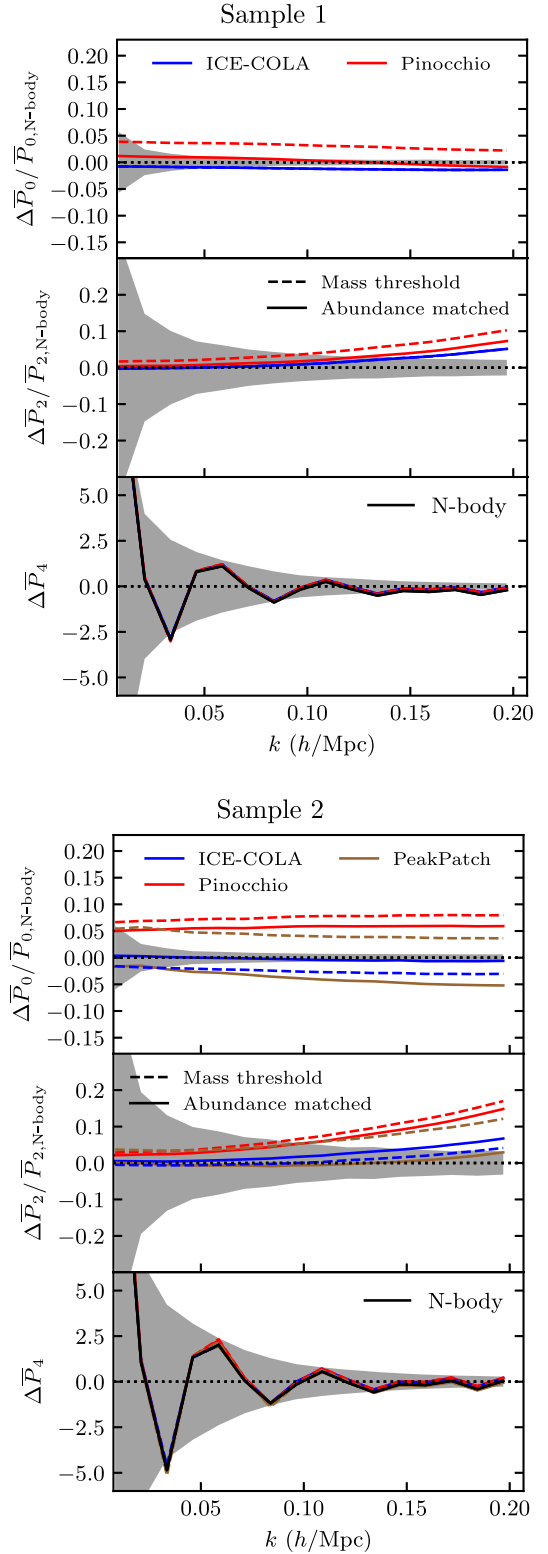 Sample 1
ICE-COLA Pinocchio
0.20
0.15
0.10
0.05
0.00
−0.05
−0.10
−0.15
ΔP̅₀/P̅₀,N-body
Mass threshold
Abundance matched
0.2
0.1
0.0
−0.1
−0.2
ΔP̅₂/P̅₂,N-body
N-body
5.0
2.5
0.0
−2.5
−5.0
ΔP̅₄
0.05 0.10 0.15 0.20
k (h/Mpc)
Sample 2
ICE-COLA PeakPatch
Pinocchio
0.20
0.15
0.10
0.05
0.00
−0.05
−0.10
−0.15
ΔP̅₀/P̅₀,N-body
Mass threshold
Abundance matched
0.2
0.1
0.0
−0.1
−0.2
ΔP̅₂/P̅₂,N-body
N-body
5.0
2.5
0.0
−2.5
−5.0
ΔP̅₄
0.05 0.10 0.15 0.20
k (h/Mpc)